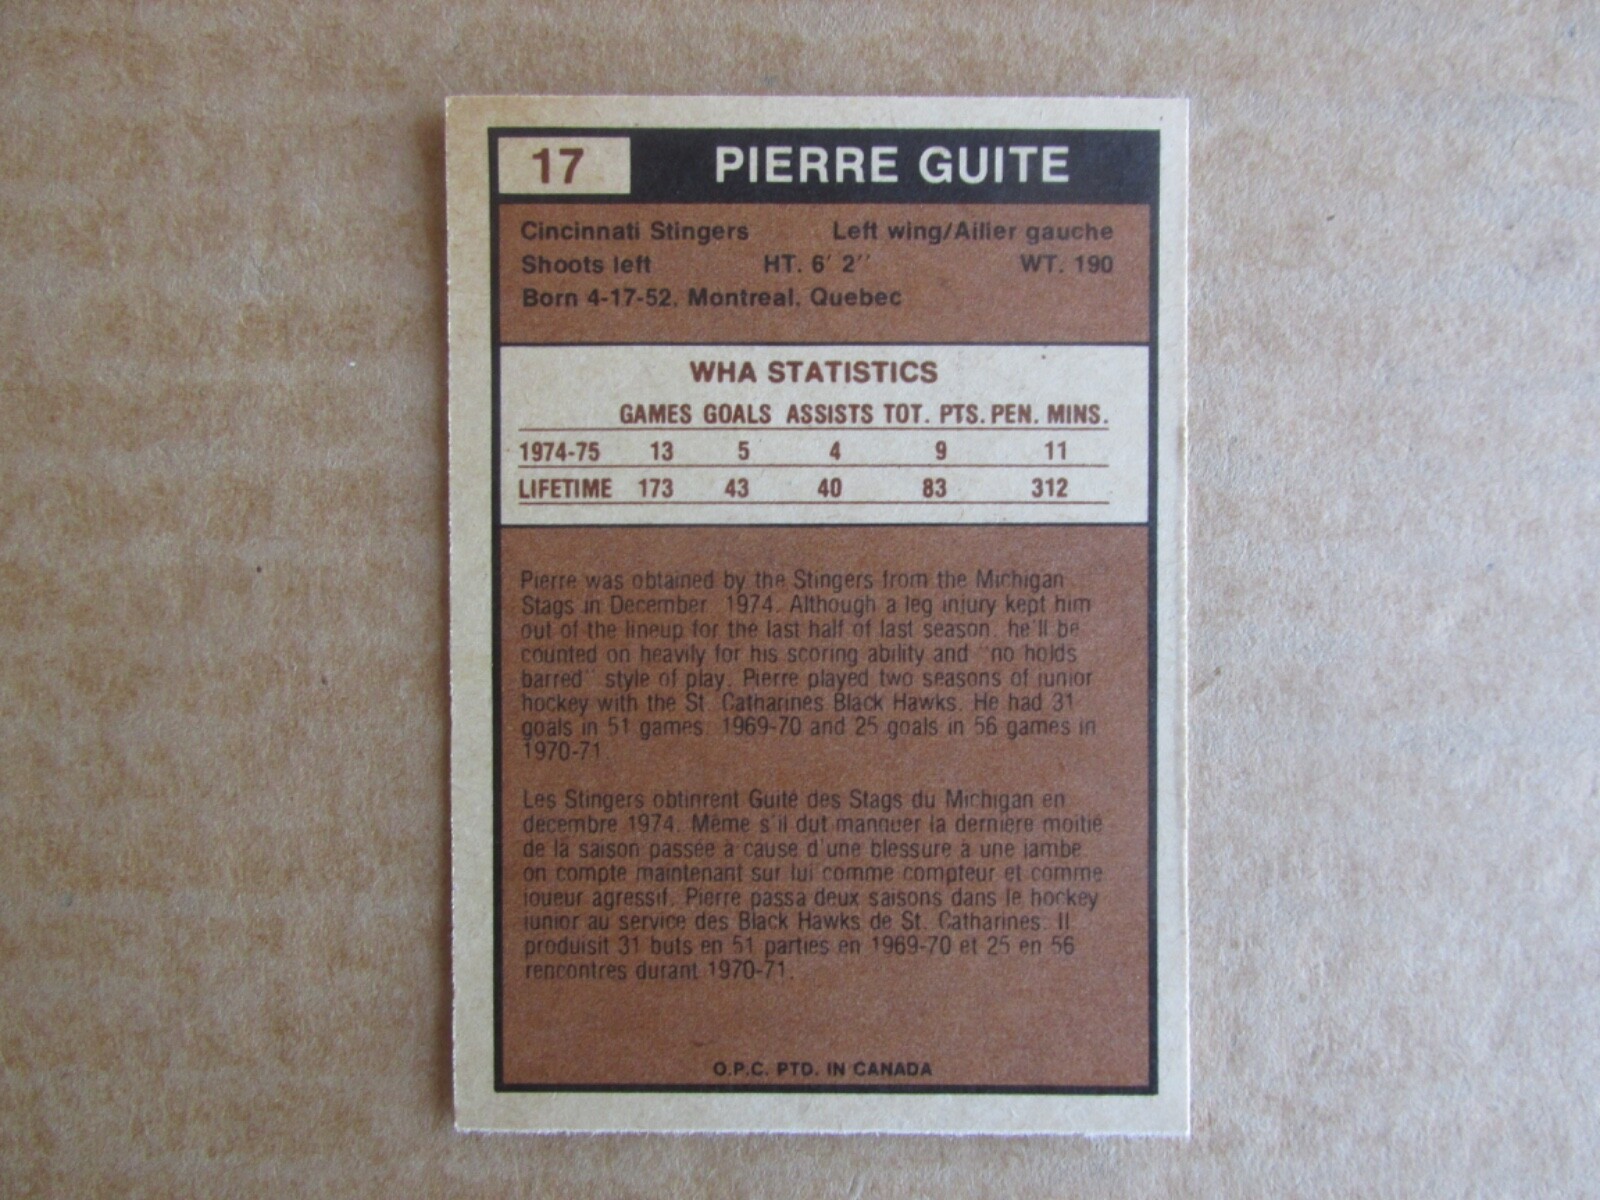 17 PIERRE GUITE
Cincinnati Stingers Left wing/Ailier gauche
Shoots left HT. 6' 2'' WT. 190
Born 4-17-52, Montreal, Quebec
WHA STATISTICS
GAMES GOALS ASSISTS TOT. PTS. PEN. MINS.
1974-75 13 5 4 9 11
LIFETIME 173 43 40 83 312
Pierre was obtained by the Stingers from the Michigan
Stags in December, 1974. Although a leg injury kept him
out of the lineup for the last half of last season, he'll be
counted on heavily for his scoring ability and "no holds
barred" style of play. Pierre played two seasons of junior
hockey with the St. Catharines Black Hawks. He had 31
goals in 51 games, 1969-70 and 25 goals in 56 games in
1970-71.
Les Stingers obtinrent Guité des Stags du Michigan en
décembre 1974. Même s'il dut manquer la dernière moitié
de la saison passée à cause d'une blessure à une jambe,
on compte maintenant sur lui comme compteur et comme
joueur agressif. Pierre passa deux saisons dans le hockey
junior au service des Black Hawks de St. Catharines. Il
produisit 31 buts en 51 parties en 1969-70 et 25 en 56
rencontres durant 1970-71.
O.P.C. PTD. IN CANADA